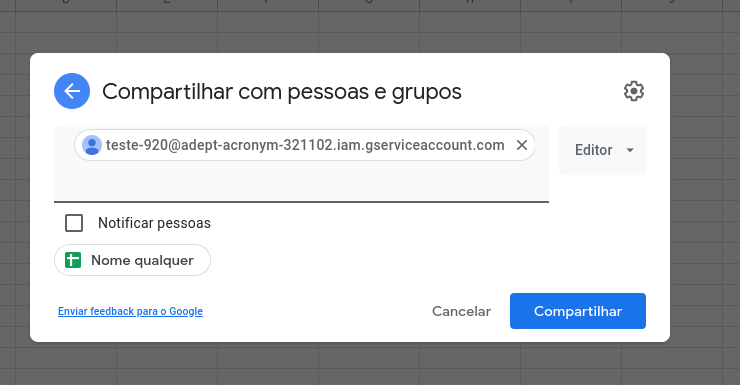 Compartilhar com pessoas e grupos
teste-920@adept-acronym-321102.iam.gserviceaccount.com
Editor
Notificar pessoas
Nome qualquer
Enviar feedback para o Google
Cancelar
Compartilhar